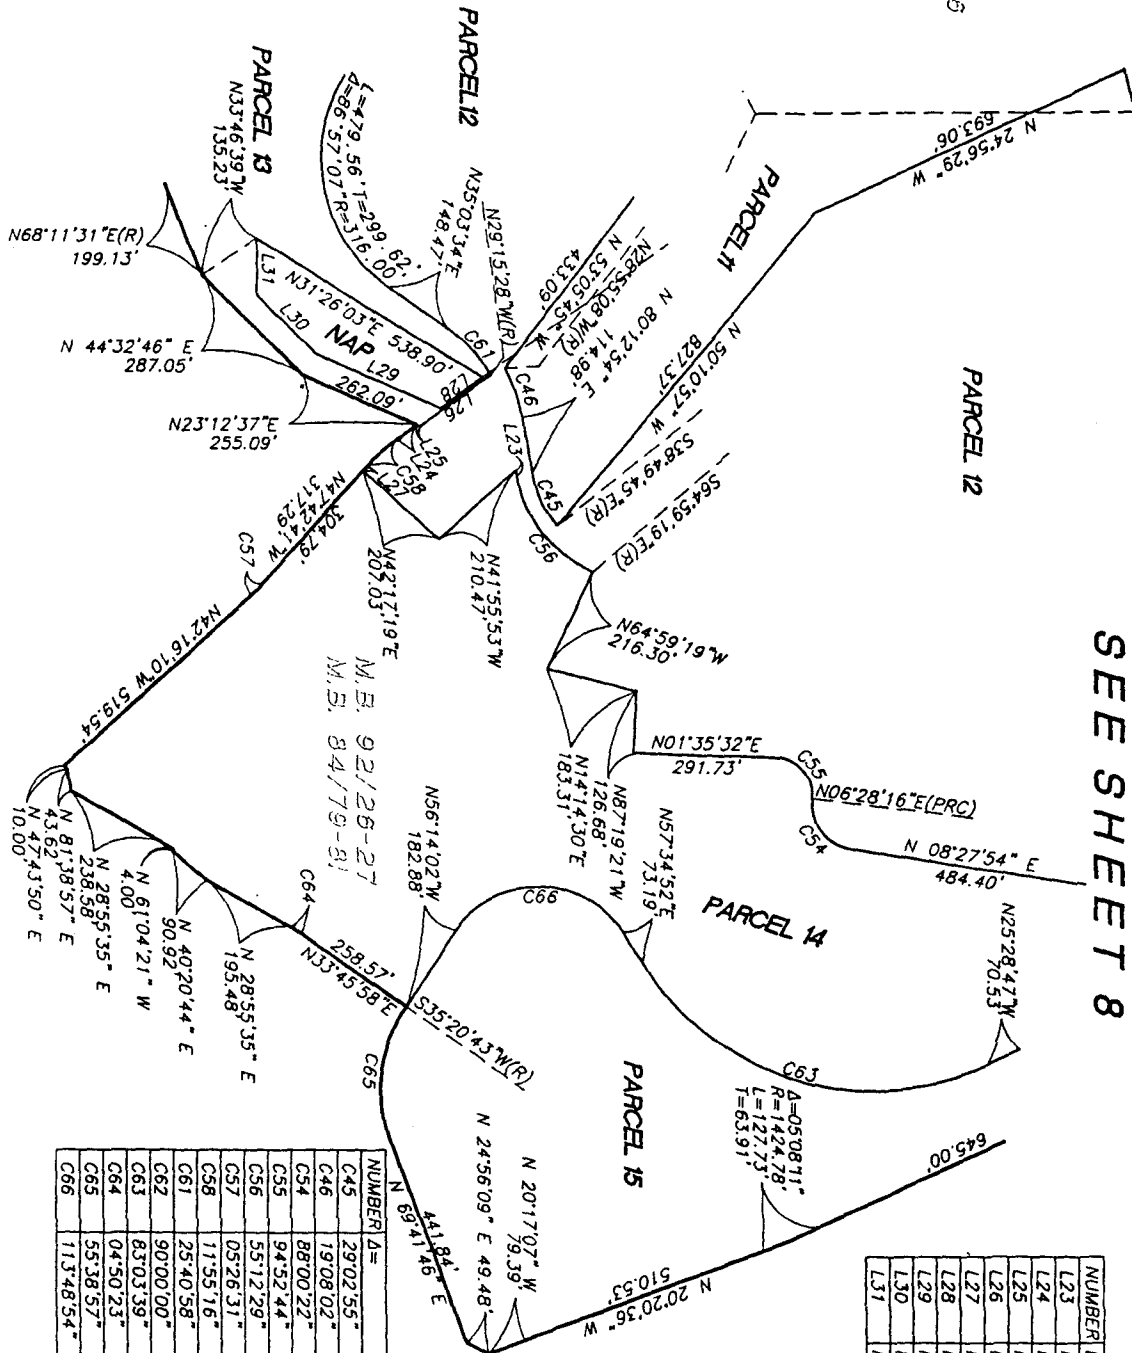 SEE SHEET 8
PARCEL 12
PARCEL 12
PARCEL 11
PARCEL 13
PARCEL 14
PARCEL 15
NAP
N 24°56'29" W
693.06'
N 50°10'57" W
827.37'
N 53°05'45" W
433.09'
N28°55'08"W(R)
N29°15'28"W(R)
N35°03'34"E
148.47'
L=479.56' T=299.62'
Δ=86°57'07" R=316.00'
N33°46'39"W
135.23'
N68°11'31"E(R)
199.13'
N 44°32'46" E
287.05'
N23°12'37"E
255.09'
262.09'
N31°26'03"E 538.90'
L31
L30
L29
L28
L26
L25
L24
C58
L27
C61
C46
L23
C45
C56
N 80°12'54" E
114.98'
S38°49'45"E(R)
S64°59'19"E(R)
N64°59'19"W
216.30'
N41°55'53"W
210.47'
N42°17'19"E
207.03'
N47°42'41"W
317.29'
304.79'
C57
N42°16'10"W 519.54'
N 47°43'50" E
10.00'
N 81°38'57" E
43.62'
N 28°55'35" E
238.58'
N 61°04'21" W
4.00'
N 40°20'44" E
90.92'
N 28°55'35" E
195.48'
C64
258.57'
N33°45'58"E
M.B. 92/26-27
M.B. 84/79-81
N56°14'02"W
182.88'
S35°20'43"W(R)
C65
C66
N57°34'52"E
73.19'
N14°14'30"E
183.31'
N87°19'21"W
126.68'
N01°35'32"E
291.73'
C55
N06°28'16"E(PRC)
C54
N 08°27'54" E
484.40'
N25°28'47"W
70.53'
C63
Δ=05°08'11"
R=1424.78'
L=127.73'
T=63.91'
645.00'
N 20°20'36" W
510.53'
N 20°17'07" W
79.39'
N 24°56'09" E 49.48'
441.84'
N 69°41'46" E
NUMBER Δ=
C45 29°02'55"
C46 19°08'02"
C54 88°00'22"
C55 94°52'44"
C56 55°12'29"
C57 05°26'31"
C58 11°55'16"
C61 25°40'58"
C62 90°00'00"
C63 83°03'39"
C64 04°50'23"
C65 55°38'57"
C66 113°48'54"
NUMBER
L23
L24
L25
L26
L27
L28
L29
L30
L31